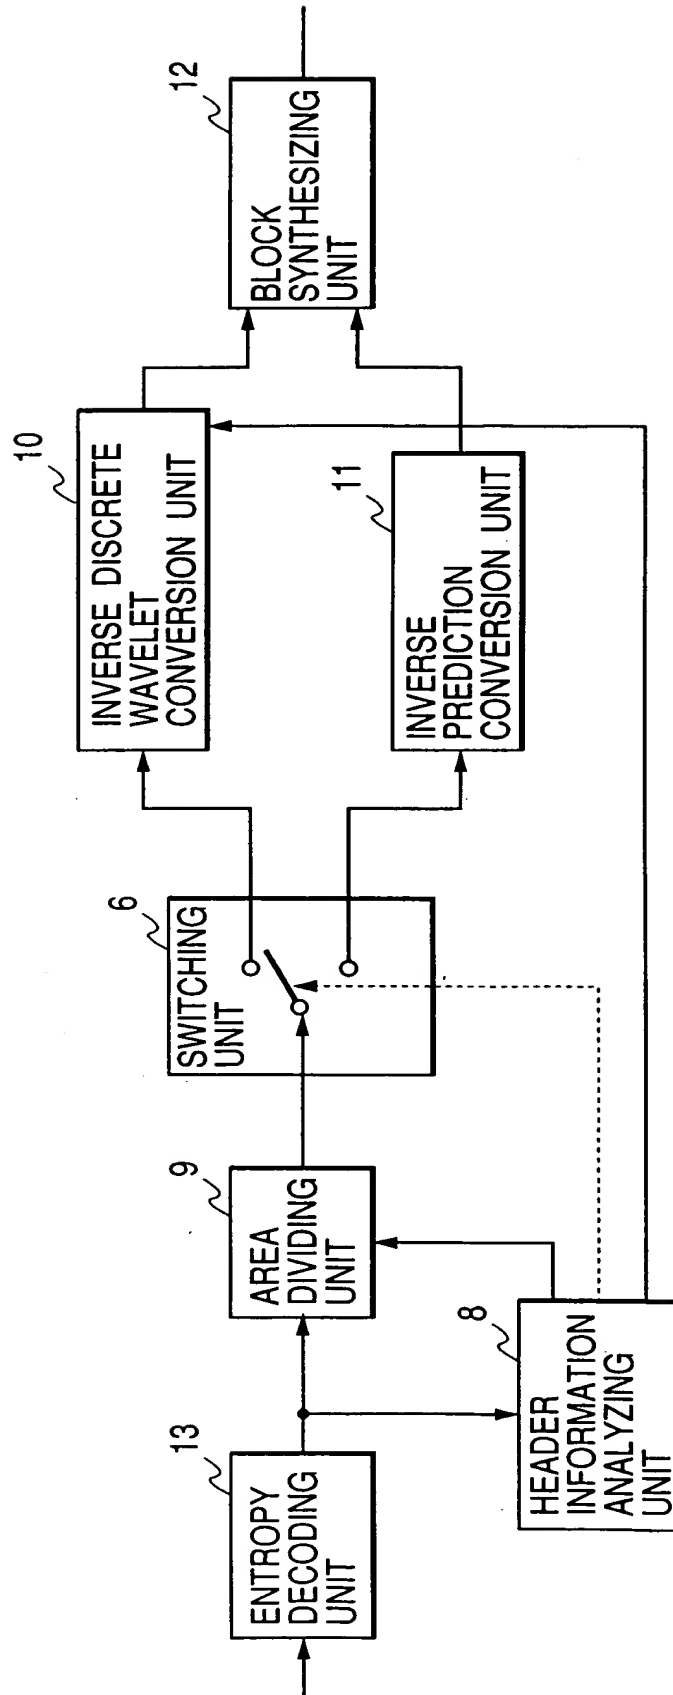 13
ENTROPY
DECODING
UNIT
9
AREA
DIVIDING
UNIT
8
HEADER
INFORMATION
ANALYZING
UNIT
6
SWITCHING
UNIT
10
INVERSE DISCRETE
WAVELET
CONVERSION UNIT
11
INVERSE
PREDICTION
CONVERSION UNIT
12
BLOCK
SYNTHESIZING
UNIT